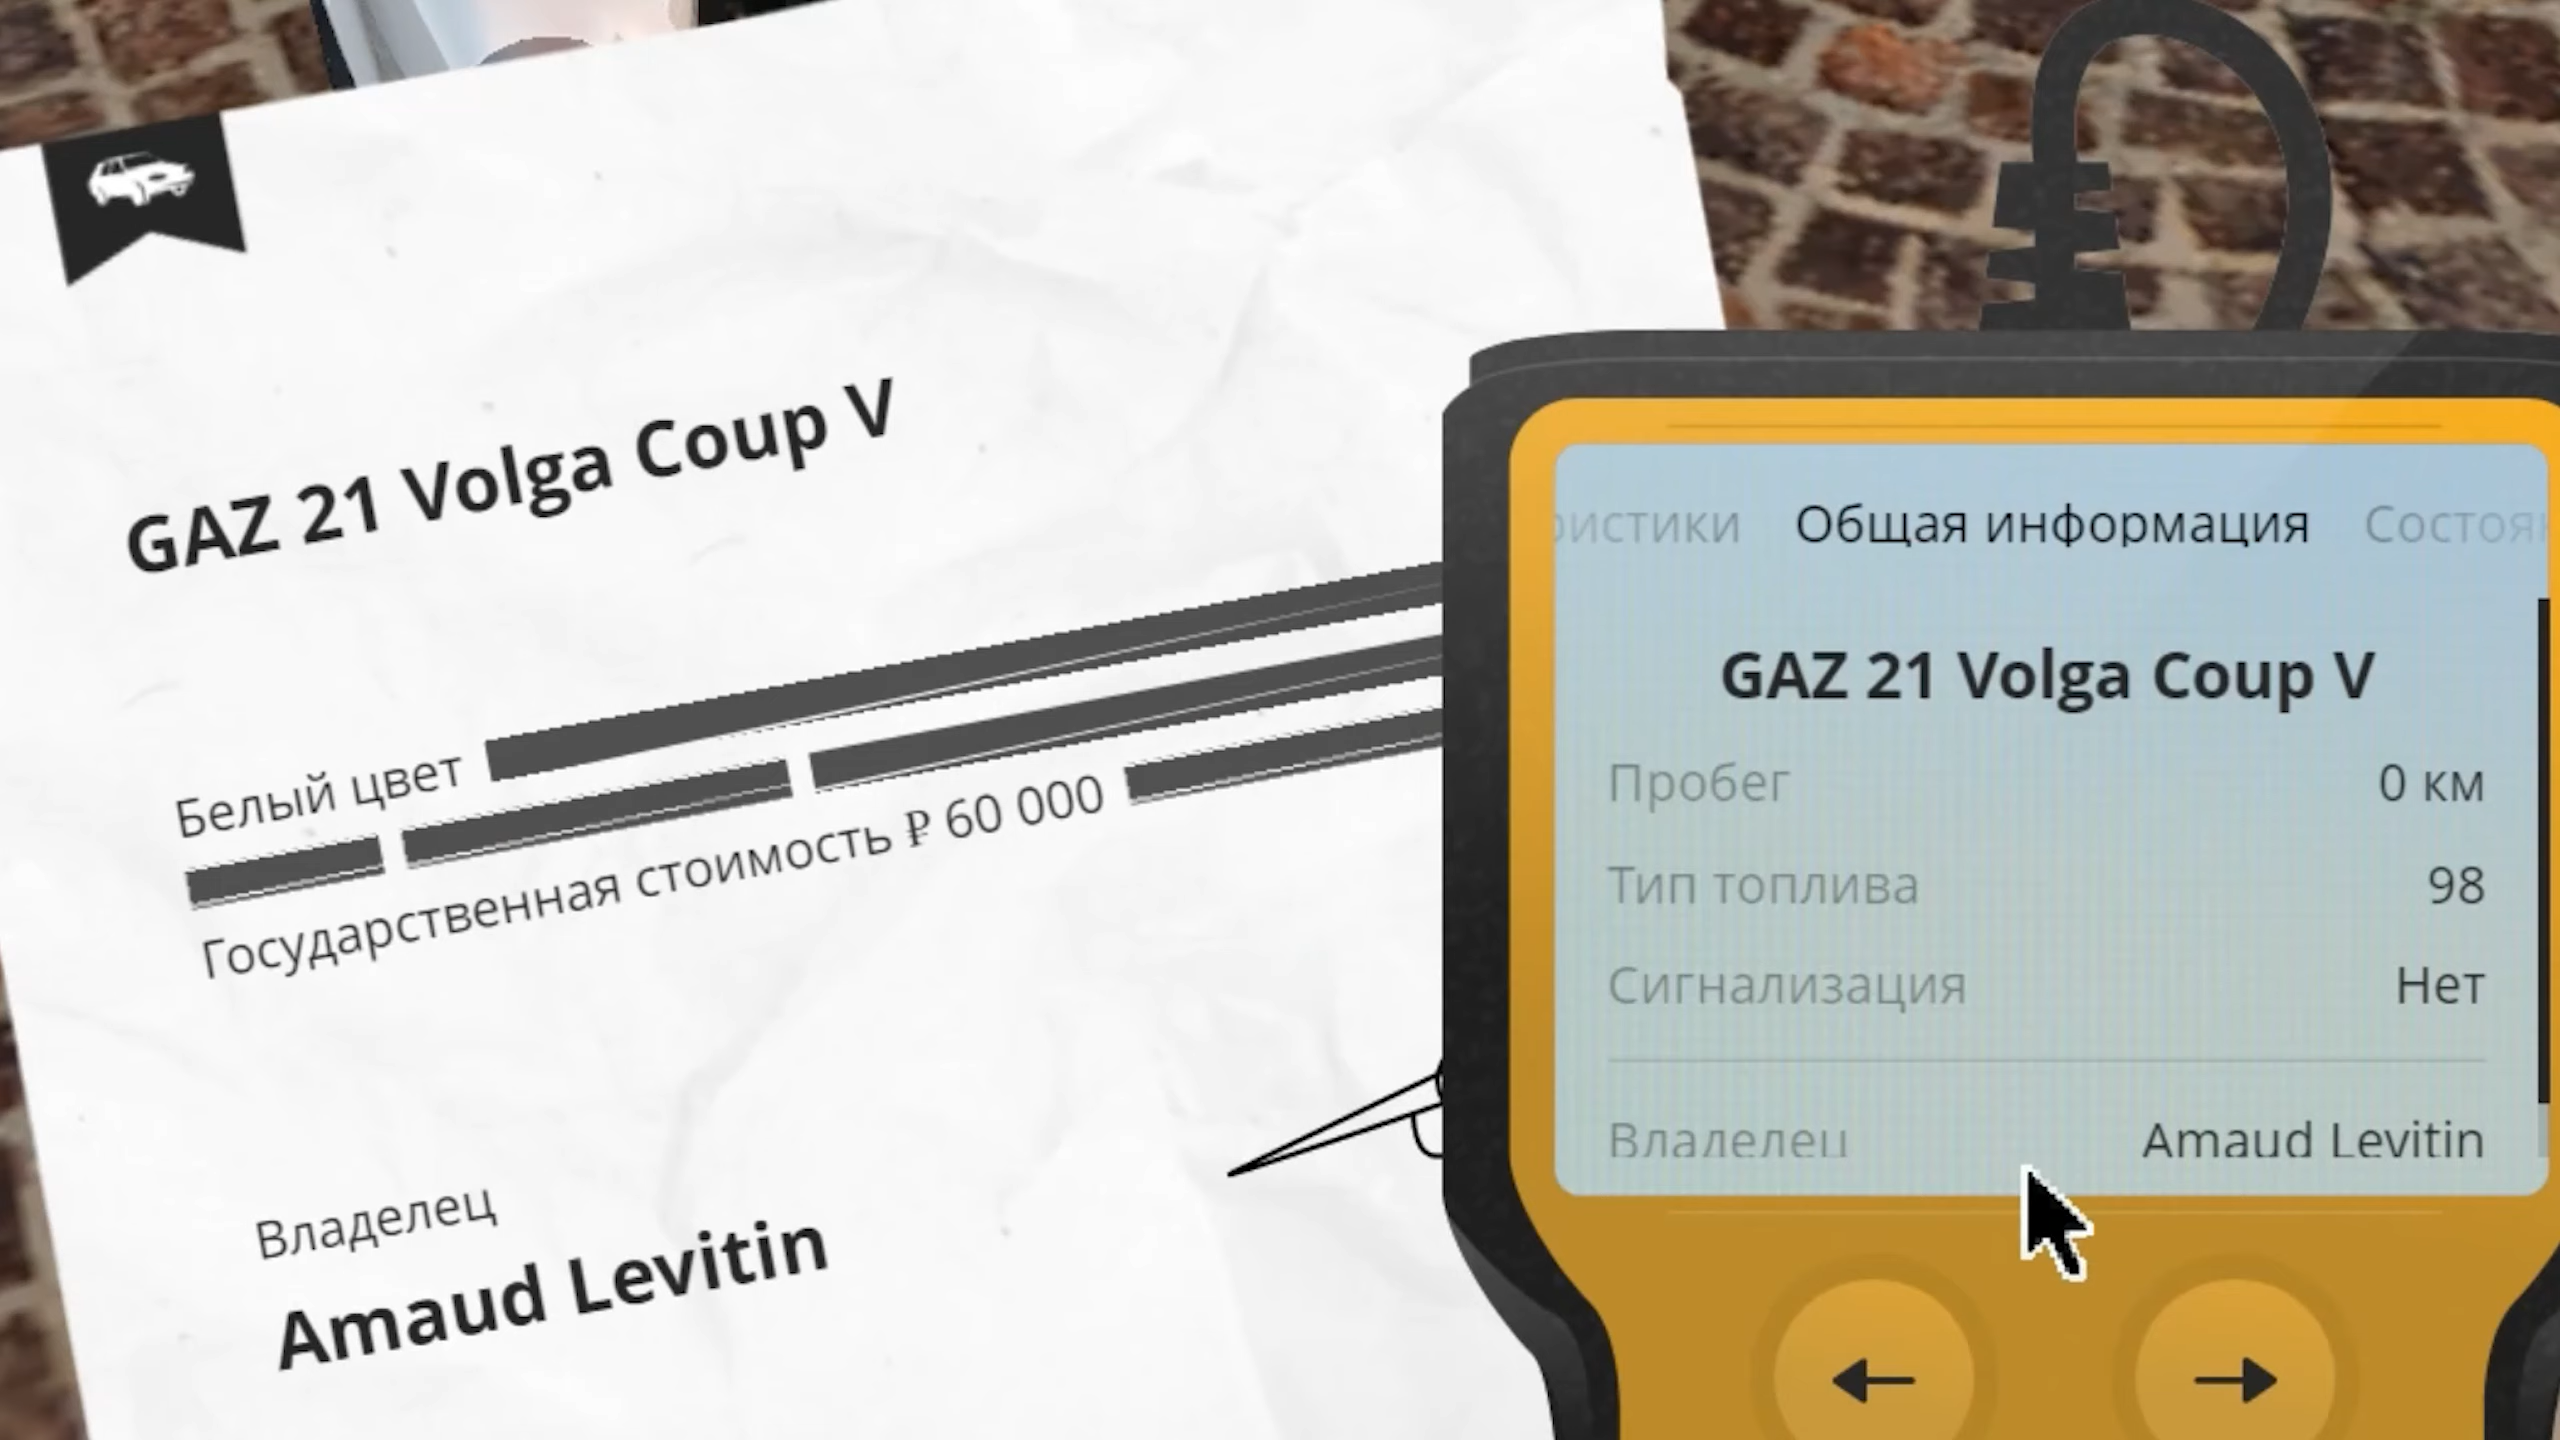 GAZ 21 Volga Coup V
Белый цвет
Государственная стоимость ₽ 60 000
Владелец
Amaud Levitin
ристики Общая информация Состоян
GAZ 21 Volga Coup V
Пробег 0 км
Тип топлива 98
Сигнализация Нет
Владелец Amaud Levitin